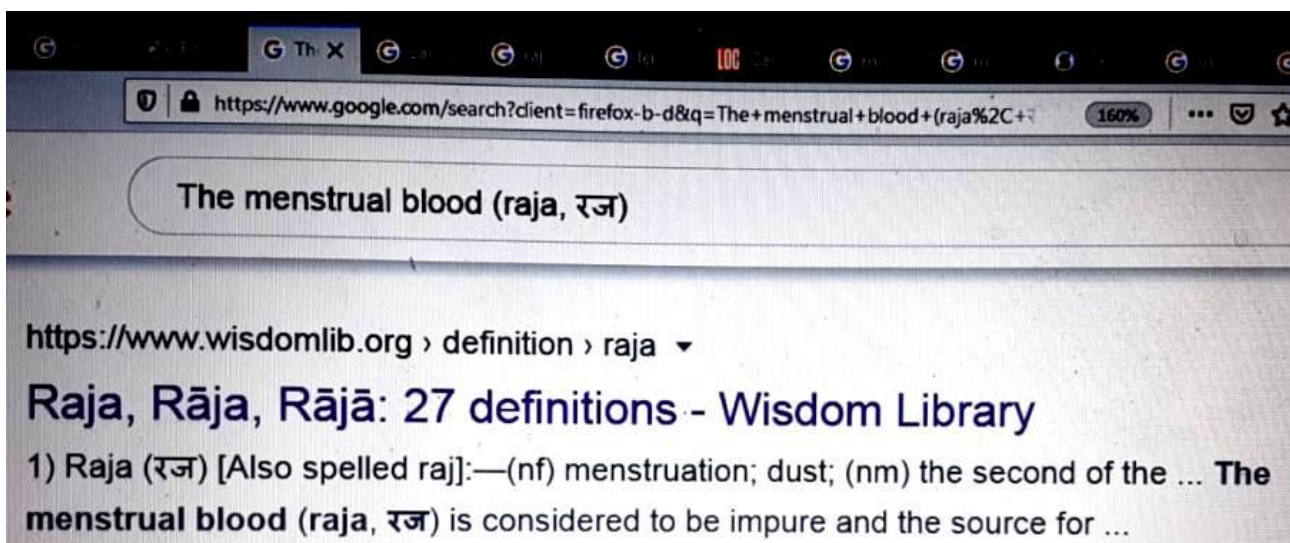 Th
LOC
https://www.google.com/search?client=firefox-b-d&q=The+menstrual+blood+(raja%2C+
160%
The menstrual blood (raja, रज)
https://www.wisdomlib.org › definition › raja
Raja, Rāja, Rājā: 27 definitions - Wisdom Library
1) Raja (रज) [Also spelled raj]:—(nf) menstruation; dust; (nm) the second of the ... The
menstrual blood (raja, रज) is considered to be impure and the source for ...